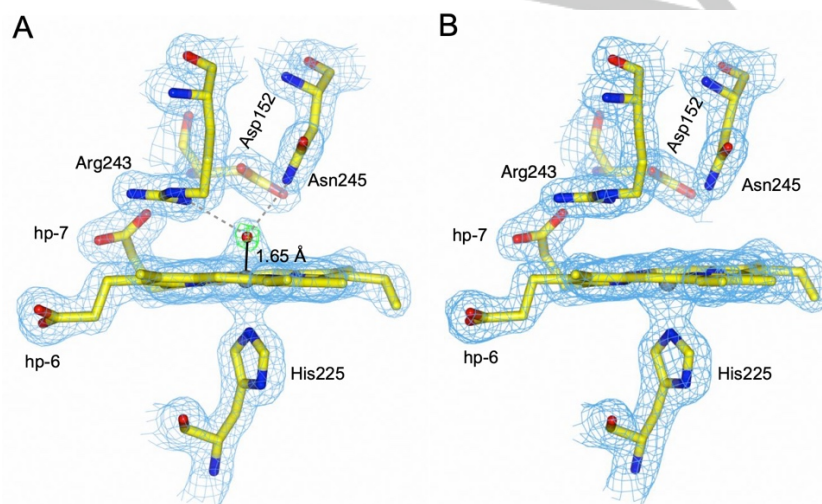 A
Asp152
Arg243
Asn245
hp-7
1.65 Å
hp-6
His225
B
Asp152
Arg243
Asn245
hp-7
hp-6
His225